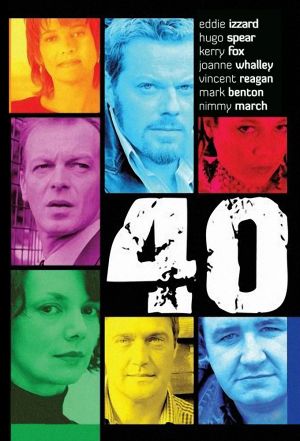 eddie izzard
hugo spear
kerry fox
joanne whalley
vincent reagan
mark benton
nimmy march
40